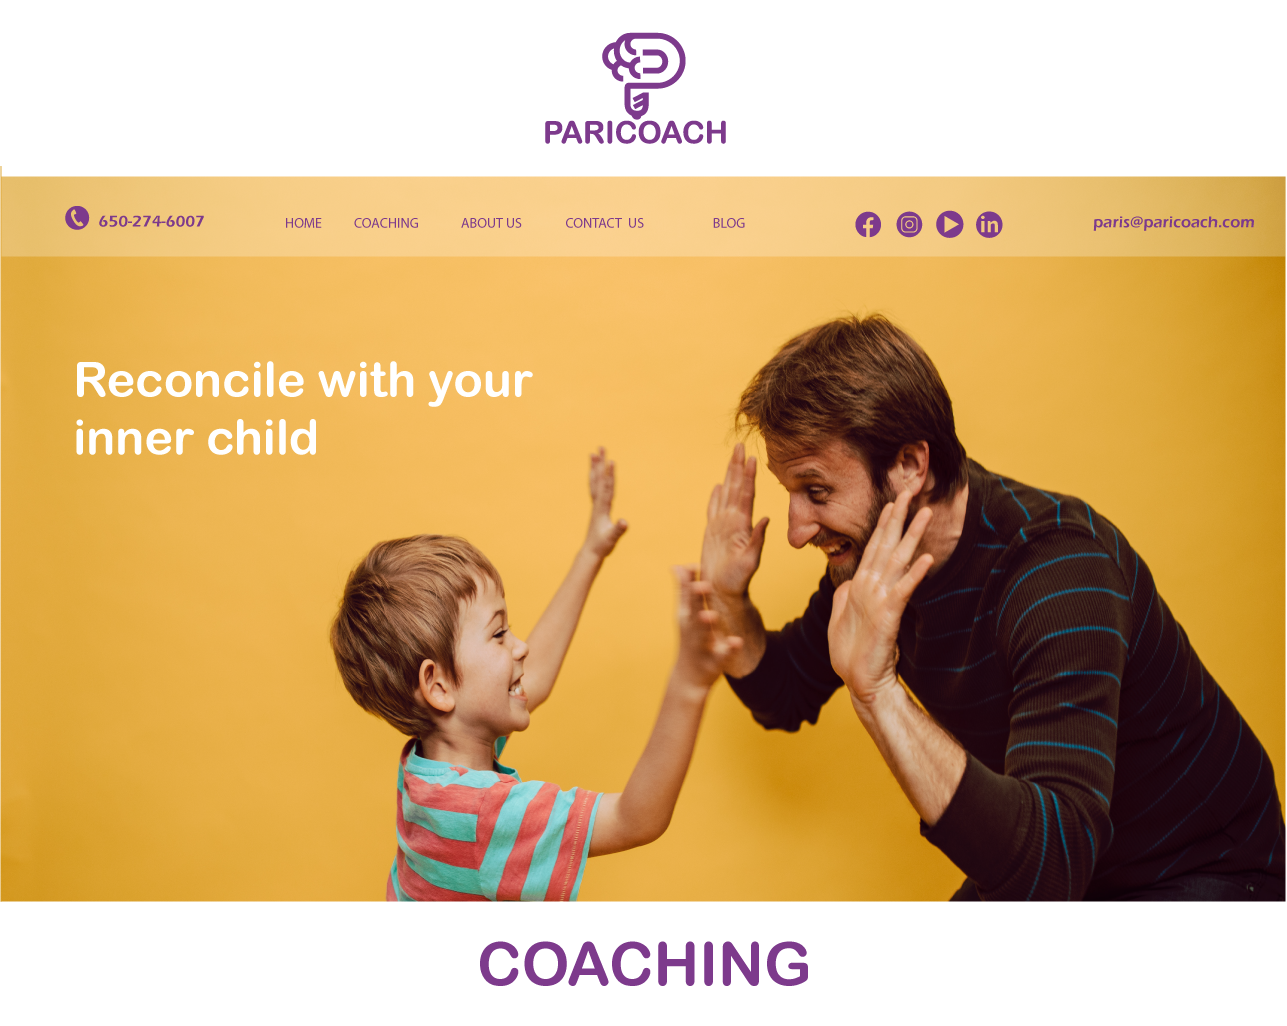 PARICOACH
650-274-6007 HOME COACHING ABOUT US CONTACT US BLOG paris@paricoach.com
Reconcile with your
inner child
COACHING